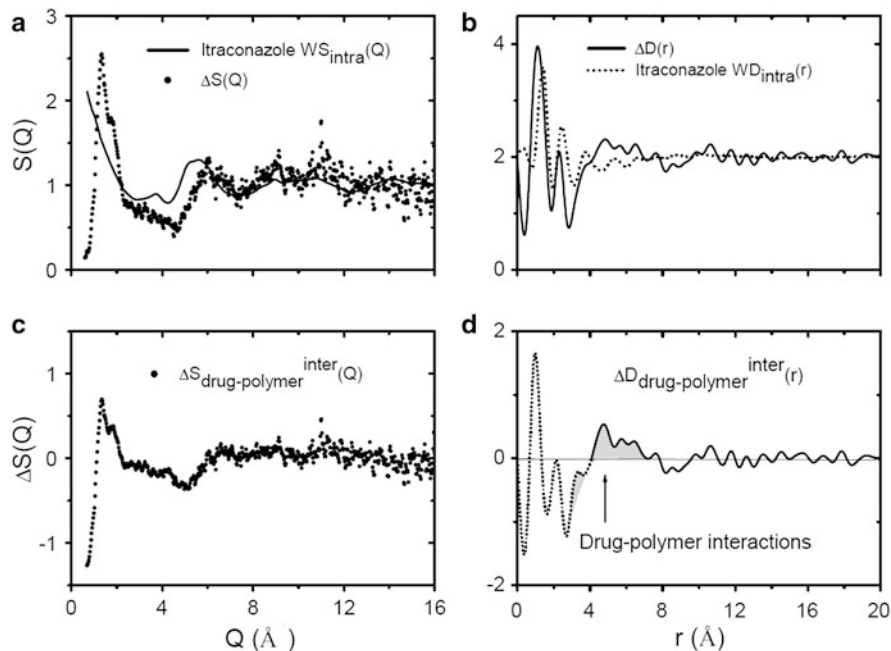 a
3
2
1
0
S(Q)
Itraconazole WS_intra(Q)
ΔS(Q)
b
4
2
0
ΔD(r)
Itraconazole WD_intra(r)
c
1
0
-1
ΔS(Q)
ΔS_drug-polymer^inter(Q)
0 4 8 12 16
Q (Å)
d
2
0
-2
ΔD_drug-polymer^inter(r)
Drug-polymer interactions
0 4 8 12 16 20
r (Å)